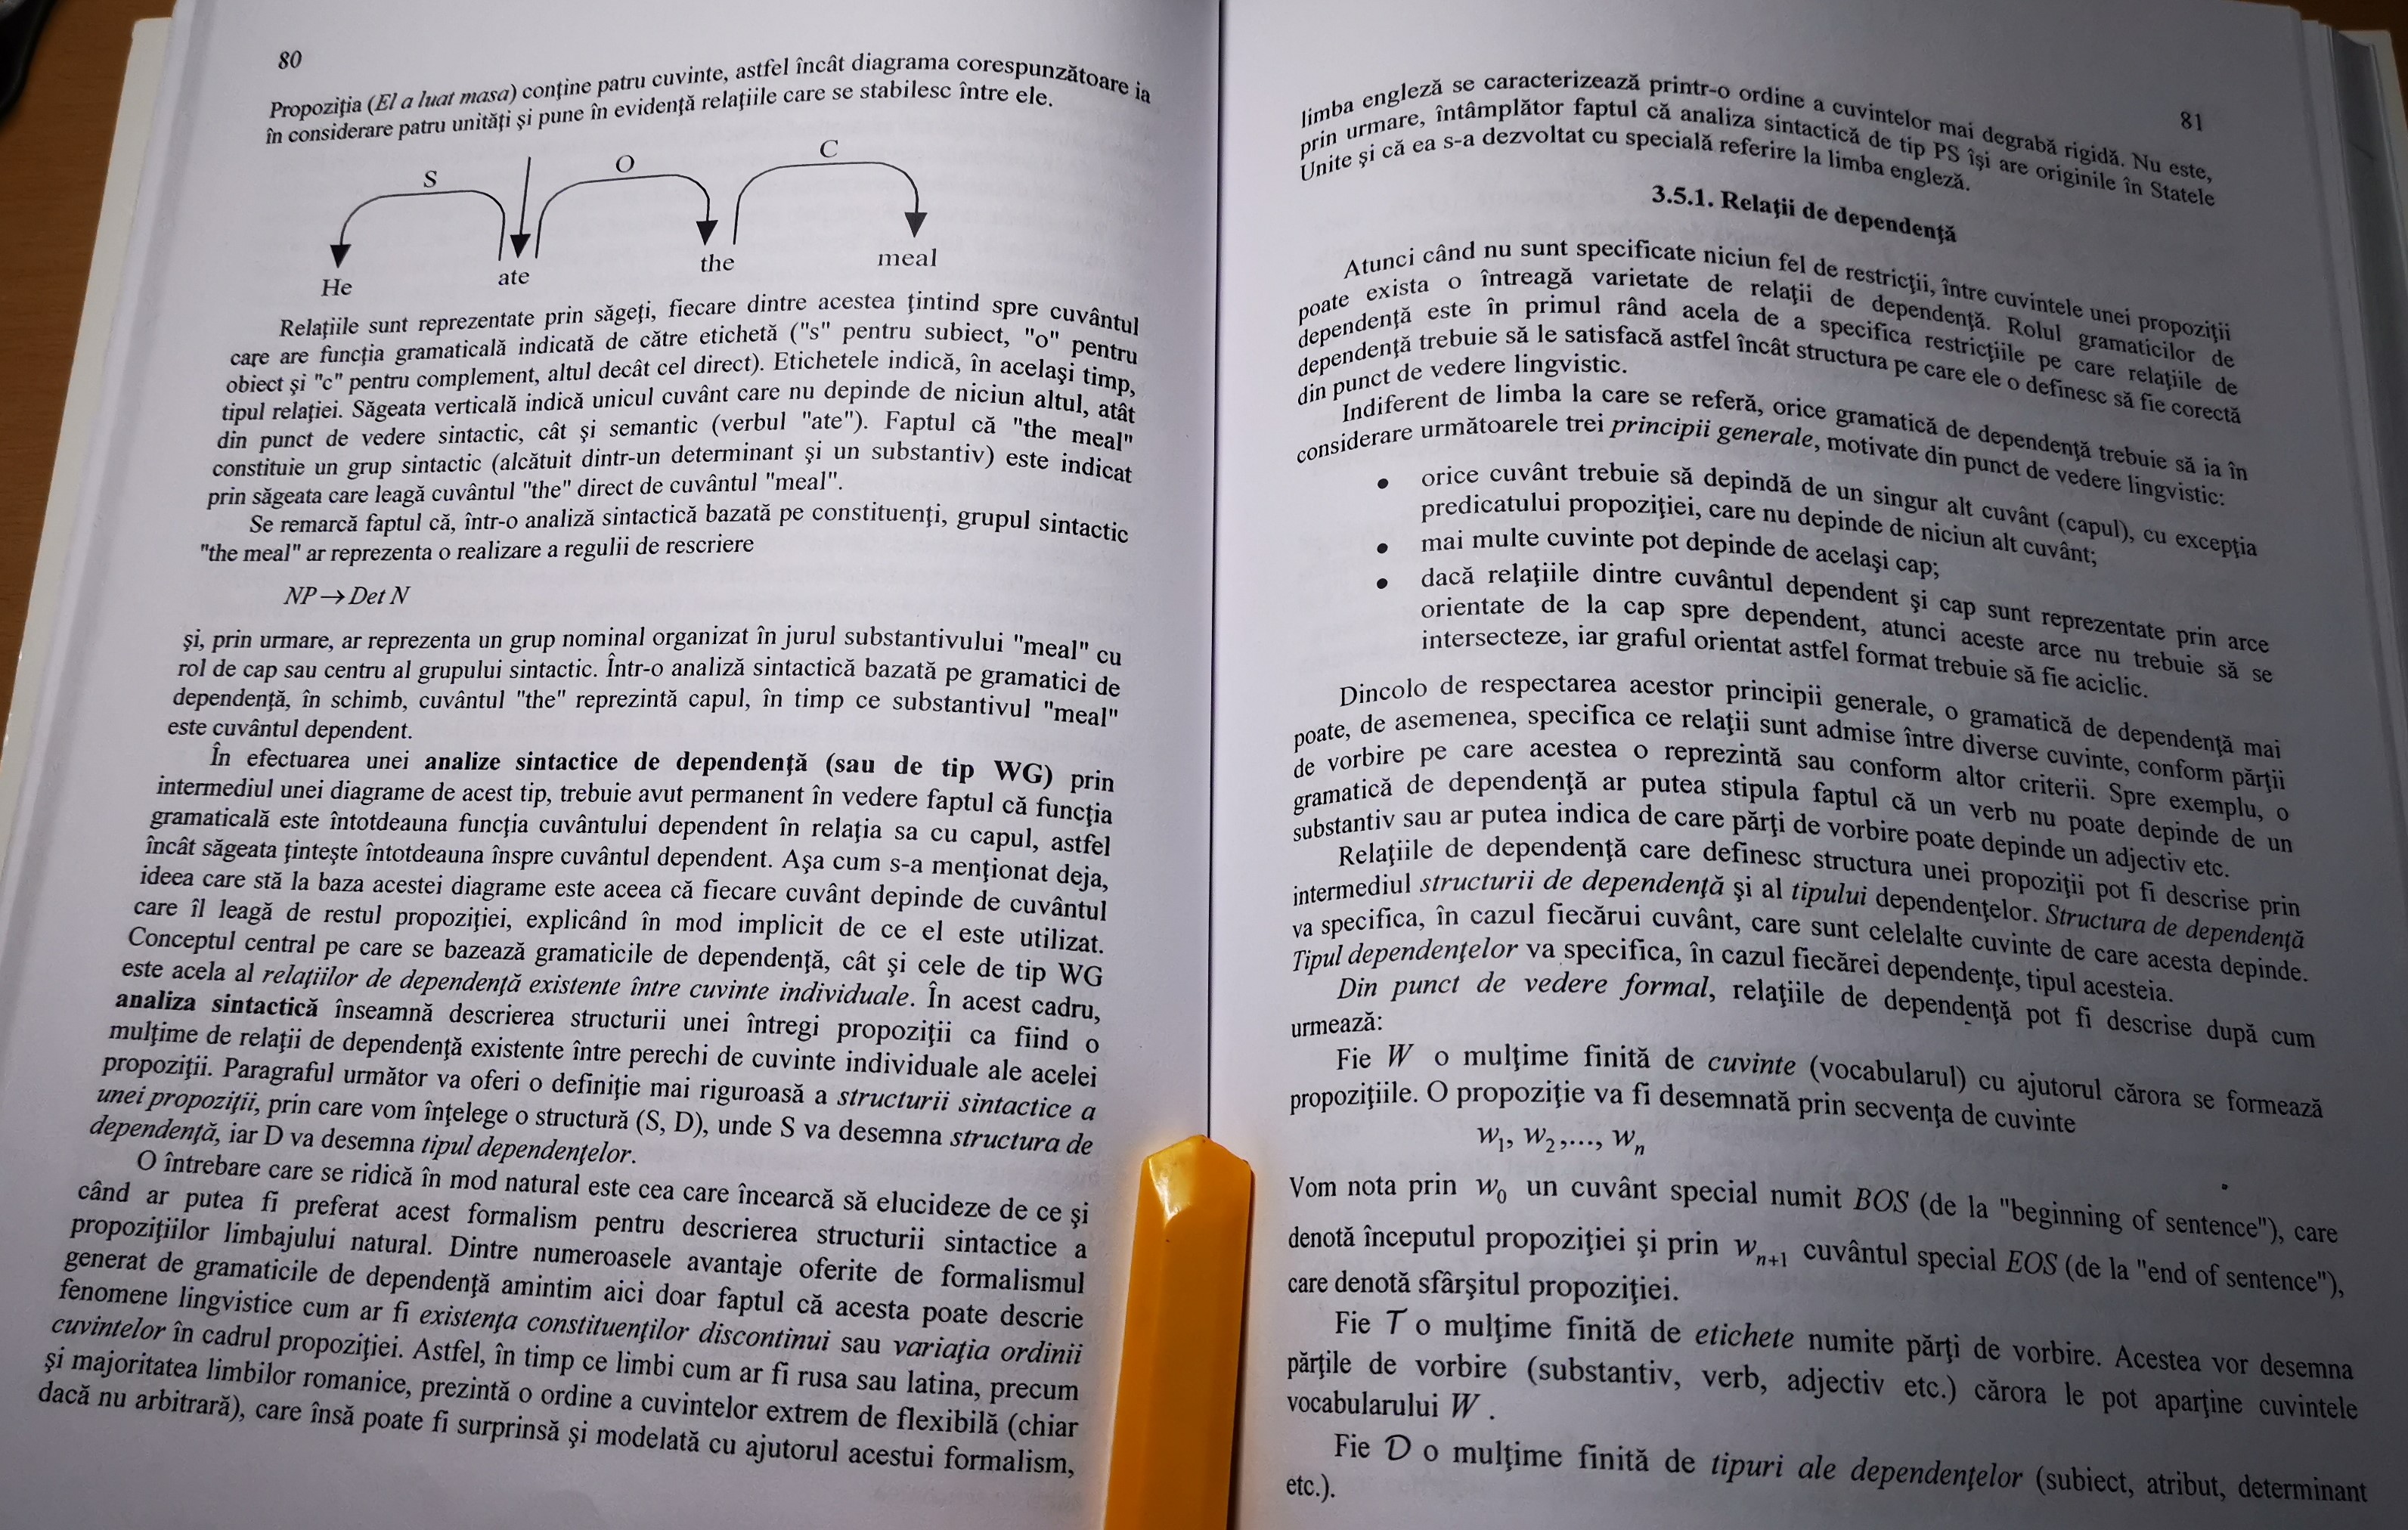 80
Propoziţia (El a luat masa) conţine patru cuvinte, astfel încât diagrama corespunzătoare ia
în considerare patru unităţi şi pune în evidenţă relaţiile care se stabilesc între ele.
S O C
He ate the meal
Relaţiile sunt reprezentate prin săgeţi, fiecare dintre acestea ţintind spre cuvântul
care are funcţia gramaticală indicată de către etichetă ("s" pentru subiect, "o" pentru
obiect şi "c" pentru complement, altul decât cel direct). Etichetele indică, în acelaşi timp,
tipul relaţiei. Săgeata verticală indică unicul cuvânt care nu depinde de niciun altul, atât
din punct de vedere sintactic, cât şi semantic (verbul "ate"). Faptul că "the meal"
constituie un grup sintactic (alcătuit dintr-un determinant şi un substantiv) este indicat
prin săgeata care leagă cuvântul "the" direct de cuvântul "meal".
Se remarcă faptul că, într-o analiză sintactică bazată pe constituenţi, grupul sintactic
"the meal" ar reprezenta o realizare a regulii de rescriere
NP → Det N
şi, prin urmare, ar reprezenta un grup nominal organizat în jurul substantivului "meal" cu
rol de cap sau centru al grupului sintactic. Într-o analiză sintactică bazată pe gramatici de
dependenţă, în schimb, cuvântul "the" reprezintă capul, în timp ce substantivul "meal"
este cuvântul dependent.
În efectuarea unei analize sintactice de dependenţă (sau de tip WG) prin
intermediul unei diagrame de acest tip, trebuie avut permanent în vedere faptul că funcţia
gramaticală este întotdeauna funcţia cuvântului dependent în relaţia sa cu capul, astfel
încât săgeata ţinteşte întotdeauna înspre cuvântul dependent. Aşa cum s-a menţionat deja,
ideea care stă la baza acestei diagrame este aceea că fiecare cuvânt depinde de cuvântul
care îl leagă de restul propoziţiei, explicând în mod implicit de ce el este utilizat.
Conceptul central pe care se bazează gramaticile de dependenţă, cât şi cele de tip WG
este acela al relaţiilor de dependenţă existente între cuvinte individuale. În acest cadru,
analiza sintactică înseamnă descrierea structurii unei întregi propoziţii ca fiind o
mulţime de relaţii de dependenţă existente între perechi de cuvinte individuale ale acelei
propoziţii. Paragraful următor va oferi o definiţie mai riguroasă a structurii sintactice a
unei propoziţii, prin care vom înţelege o structură (S, D), unde S va desemna structura de
dependenţă, iar D va desemna tipul dependenţelor.
O întrebare care se ridică în mod natural este cea care încearcă să elucideze de ce şi
când ar putea fi preferat acest formalism pentru descrierea structurii sintactice a
propoziţiilor limbajului natural. Dintre numeroasele avantaje oferite de formalismul
generat de gramaticile de dependenţă amintim aici doar faptul că acesta poate descrie
fenomene lingvistice cum ar fi existenţa constituenţilor discontinui sau variaţia ordinii
cuvintelor în cadrul propoziţiei. Astfel, în timp ce limbi cum ar fi rusa sau latina, precum
şi majoritatea limbilor romanice, prezintă o ordine a cuvintelor extrem de flexibilă (chiar
dacă nu arbitrară), care însă poate fi surprinsă şi modelată cu ajutorul acestui formalism,
81
limba engleză se caracterizează printr-o ordine a cuvintelor mai degrabă rigidă. Nu este,
prin urmare, întâmplător faptul că analiza sintactică de tip PS îşi are originile în Statele
Unite şi că ea s-a dezvoltat cu specială referire la limba engleză.
3.5.1. Relaţii de dependenţă
Atunci când nu sunt specificate niciun fel de restricţii, între cuvintele unei propoziţii
poate exista o întreagă varietate de relaţii de dependenţă. Rolul gramaticilor de
dependenţă este în primul rând acela de a specifica restricţiile pe care relaţiile de
dependenţă trebuie să le satisfacă astfel încât structura pe care ele o definesc să fie corectă
din punct de vedere lingvistic.
Indiferent de limba la care se referă, orice gramatică de dependenţă trebuie să ia în
considerare următoarele trei principii generale, motivate din punct de vedere lingvistic:
• orice cuvânt trebuie să depindă de un singur alt cuvânt (capul), cu excepţia
predicatului propoziţiei, care nu depinde de niciun alt cuvânt;
• mai multe cuvinte pot depinde de acelaşi cap;
• dacă relaţiile dintre cuvântul dependent şi cap sunt reprezentate prin arce
orientate de la cap spre dependent, atunci aceste arce nu trebuie să se
intersecteze, iar graful orientat astfel format trebuie să fie aciclic.
Dincolo de respectarea acestor principii generale, o gramatică de dependenţă mai
poate, de asemenea, specifica ce relaţii sunt admise între diverse cuvinte, conform părţii
de vorbire pe care acestea o reprezintă sau conform altor criterii. Spre exemplu, o
gramatică de dependenţă ar putea stipula faptul că un verb nu poate depinde de un
substantiv sau ar putea indica de care părţi de vorbire poate depinde un adjectiv etc.
Relaţiile de dependenţă care definesc structura unei propoziţii pot fi descrise prin
intermediul structurii de dependenţă şi al tipului dependenţelor. Structura de dependenţă
va specifica, în cazul fiecărui cuvânt, care sunt celelalte cuvinte de care acesta depinde.
Tipul dependenţelor va specifica, în cazul fiecărei dependenţe, tipul acesteia.
Din punct de vedere formal, relaţiile de dependenţă pot fi descrise după cum
urmează:
Fie W o mulţime finită de cuvinte (vocabularul) cu ajutorul cărora se formează
propoziţiile. O propoziţie va fi desemnată prin secvenţa de cuvinte
w₁, w₂,..., wₙ
Vom nota prin w₀ un cuvânt special numit BOS (de la "beginning of sentence"), care
denotă începutul propoziţiei şi prin wₙ₊₁ cuvântul special EOS (de la "end of sentence"),
care denotă sfârşitul propoziţiei.
Fie T o mulţime finită de etichete numite părţi de vorbire. Acestea vor desemna
părţile de vorbire (substantiv, verb, adjectiv etc.) cărora le pot aparţine cuvintele
vocabularului W .
Fie D o mulţime finită de tipuri ale dependenţelor (subiect, atribut, determinant
etc.).